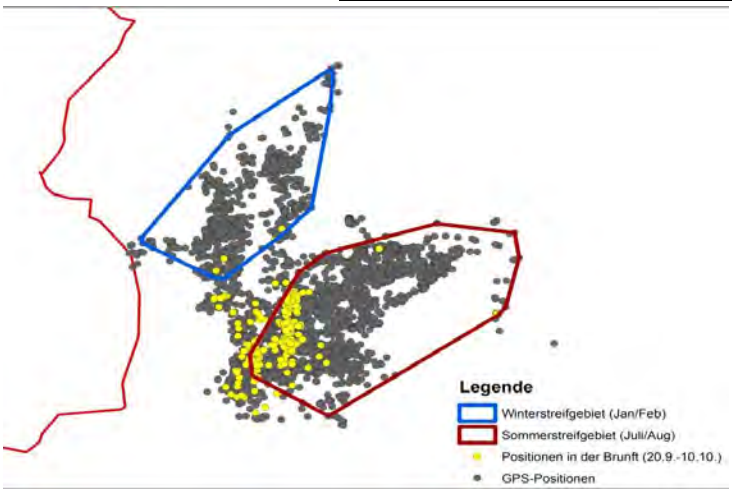 Legende
Winterstreifgebiet (Jan/Feb)
Sommerstreifgebiet (Juli/Aug)
Positionen in der Brunft (20.9.-10.10.)
GPS-Positionen